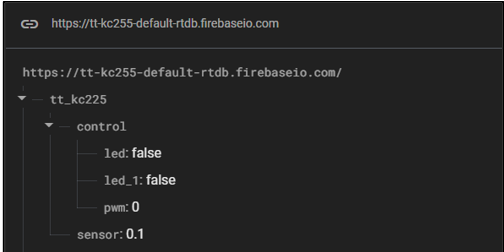 https://tt-kc255-default-rtdb.firebaseio.com
https://tt-kc255-default-rtdb.firebaseio.com/
tt_kc225
control
led: false
led_1: false
pwm: 0
sensor: 0.1